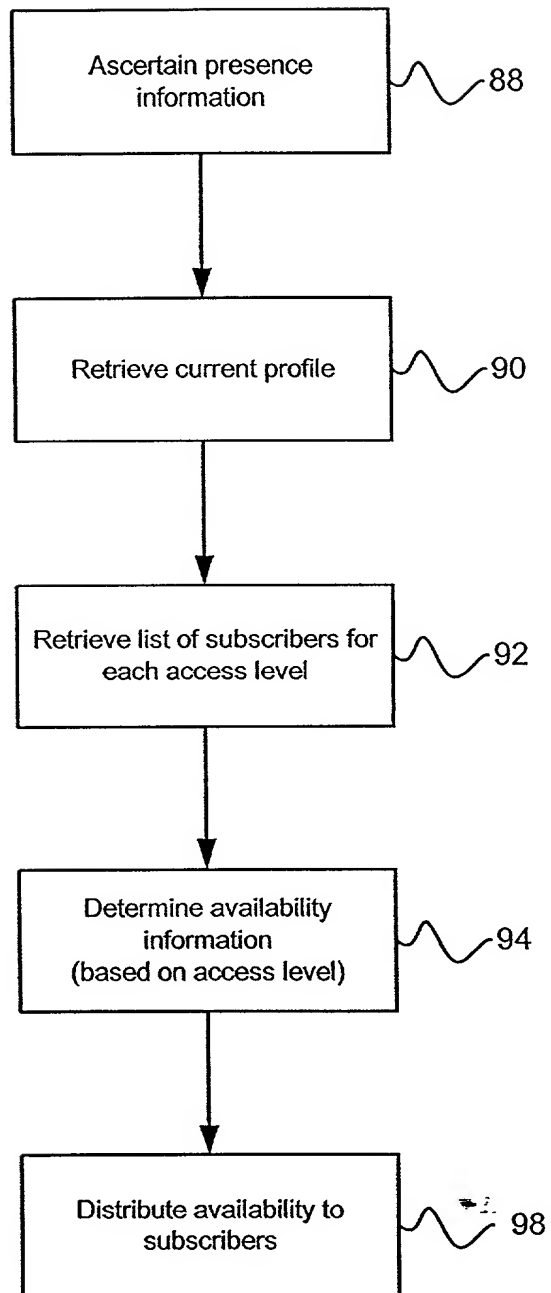 Ascertain presence
information
88
Retrieve current profile
90
Retrieve list of subscribers for
each access level
92
Determine availability
information
(based on access level)
94
Distribute availability to
subscribers
98